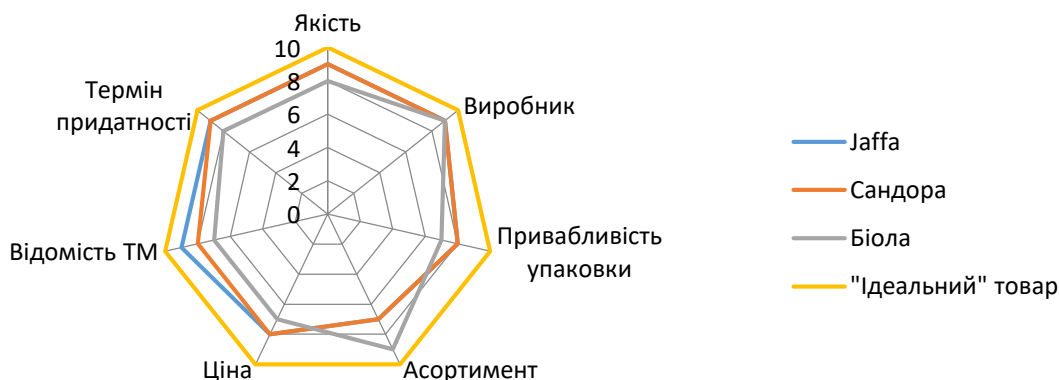 Якість
10
8
6
4
2
0
Виробник
Привабливість
упаковки
Асортимент
Ціна
Відомість ТМ
Термін
придатності
Jaffa
Сандора
Біола
"Ідеальний" товар